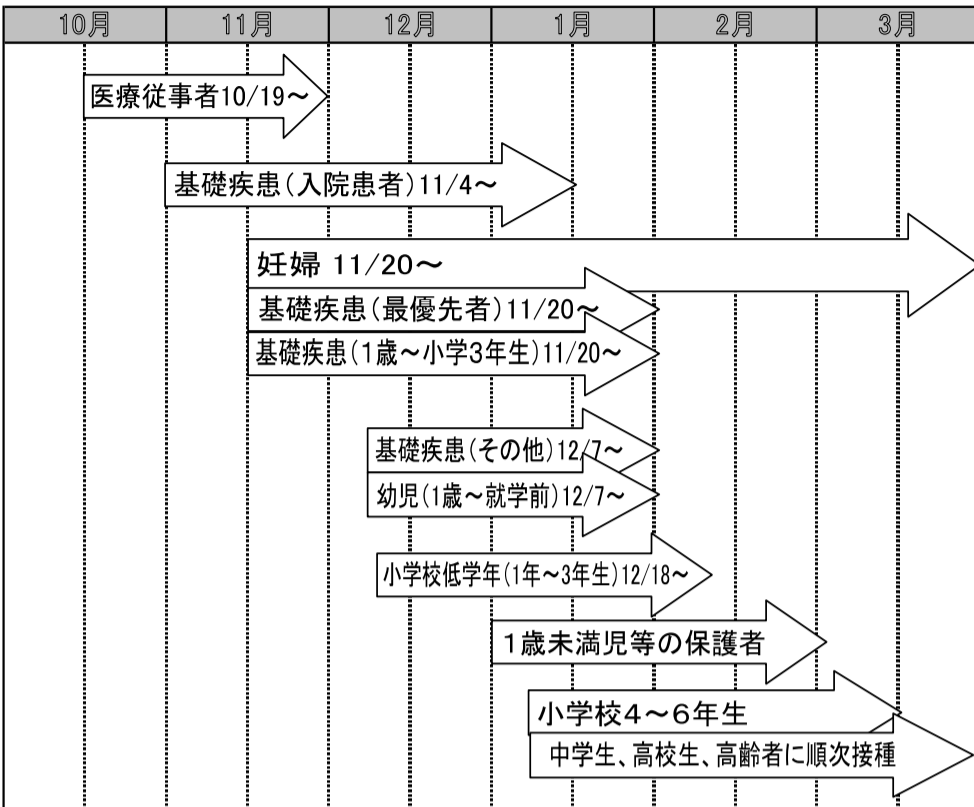 10月 11月 12月 1月 2月 3月
医療従事者10/19～
基礎疾患(入院患者)11/4～
妊婦 11/20～
基礎疾患(最優先者)11/20～
基礎疾患(1歳～小学3年生)11/20～
基礎疾患(その他)12/7～
幼児(1歳～就学前)12/7～
小学校低学年(1年～3年生)12/18～
1歳未満児等の保護者
小学校4～6年生
中学生、高校生、高齢者に順次接種